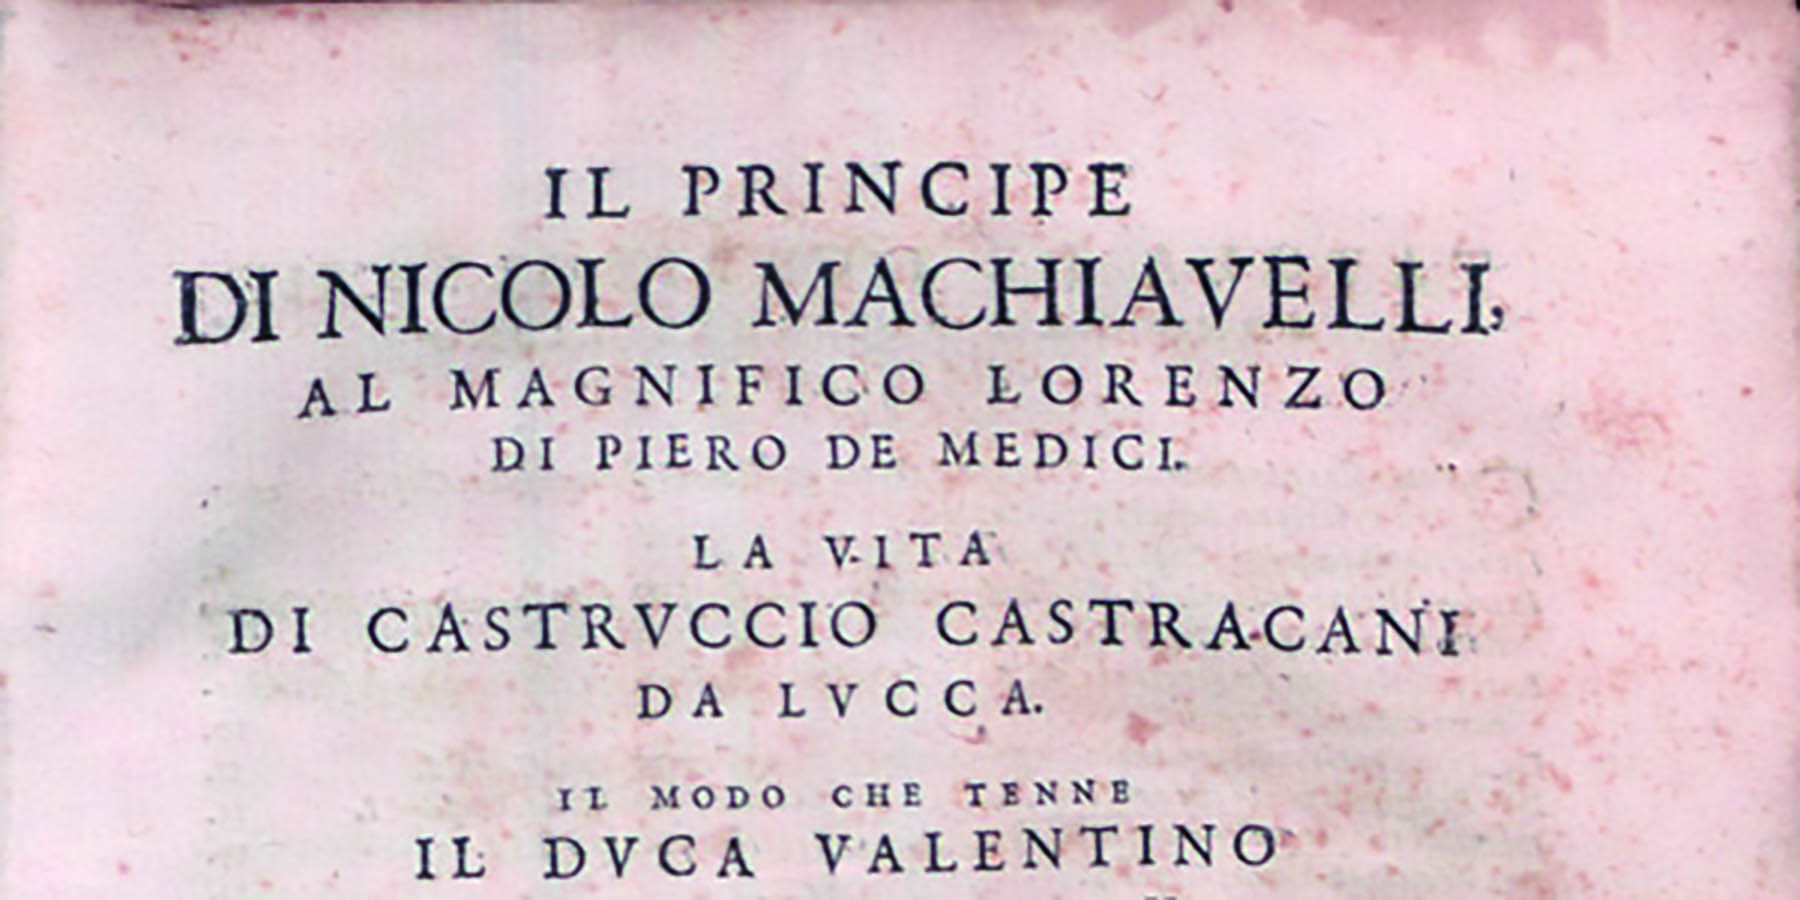 IL PRINCIPE
DI NICOLO MACHIAVELLI,
AL MAGNIFICO LORENZO
DI PIERO DE MEDICI.
LA VITA
DI CASTRVCCIO CASTRACANI
DA LVCCA.
IL MODO CHE TENNE
IL DVCA VALENTINO